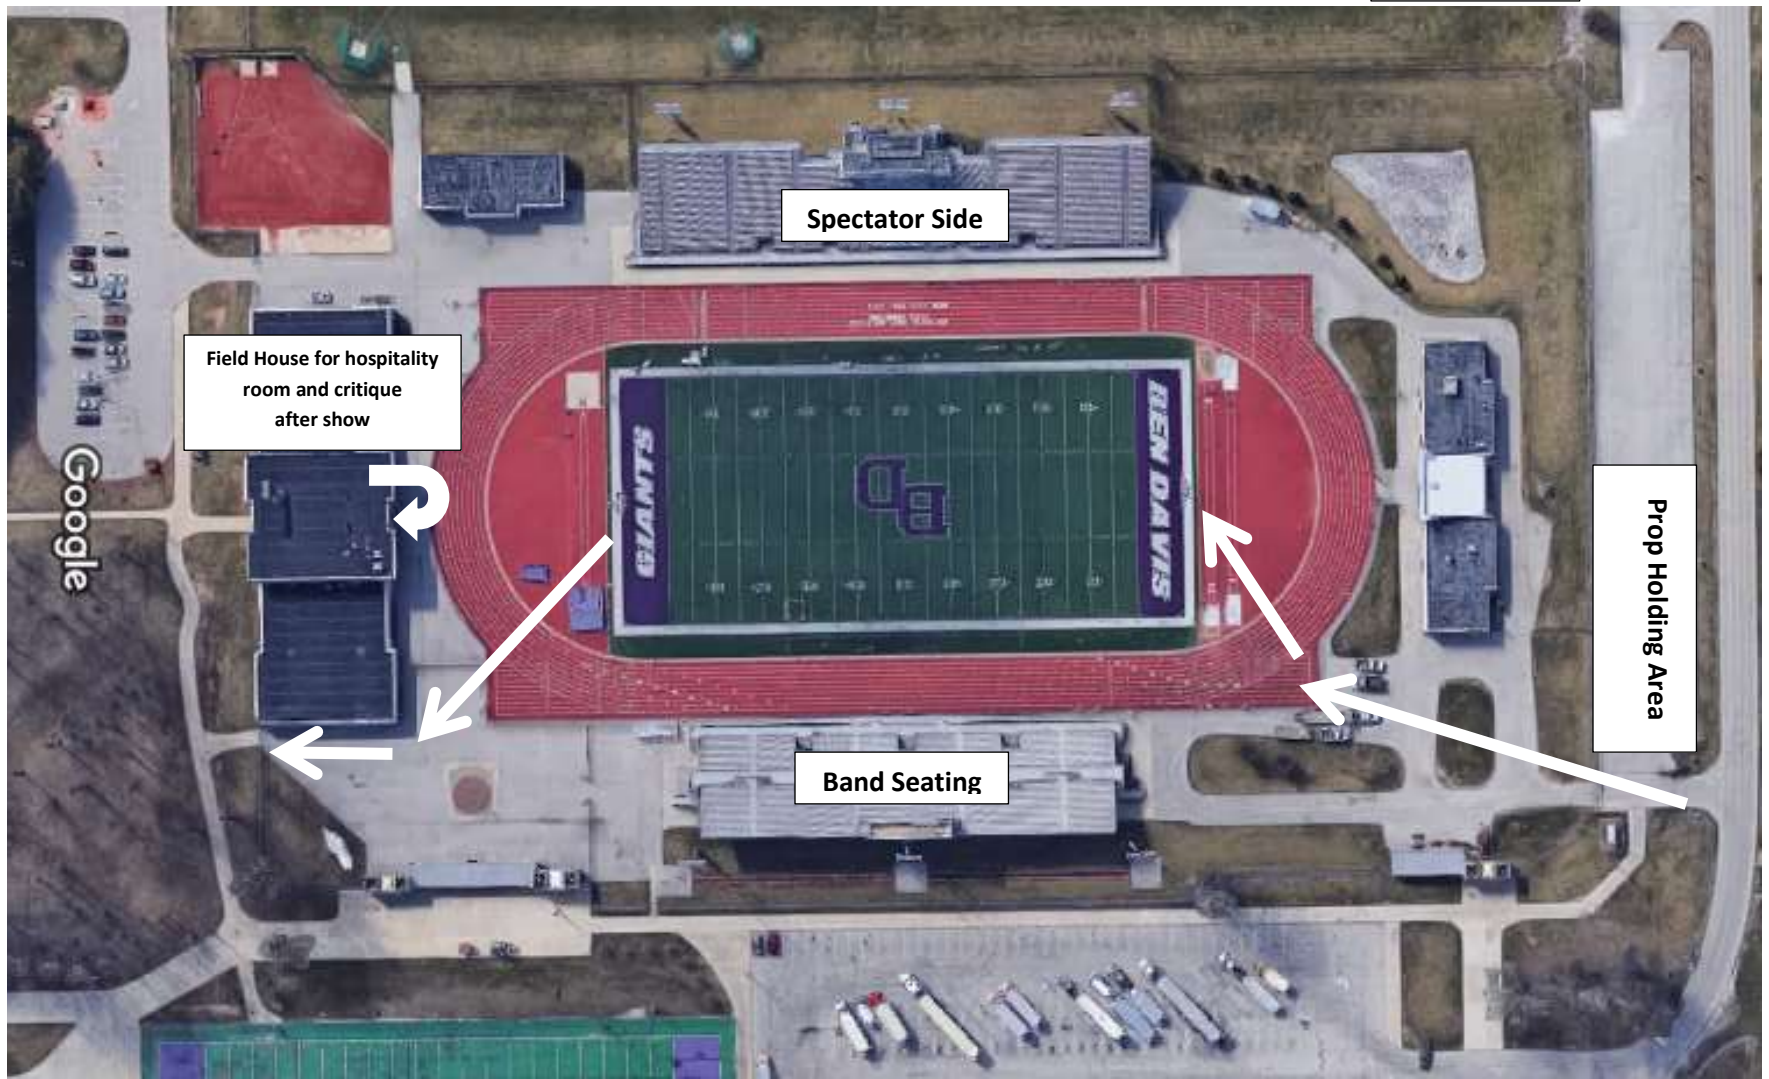 Spectator Side
Field House for hospitality
room and critique
after show
GIANTS
BEN DAVIS
BD
Google
Prop Holding Area
Band Seating